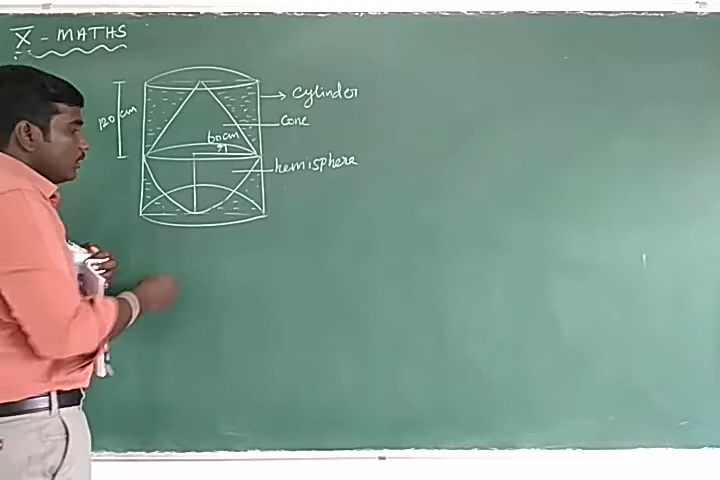 X - MATHS
cylinder
120 cm
cone
60 cm
r
hemisphere